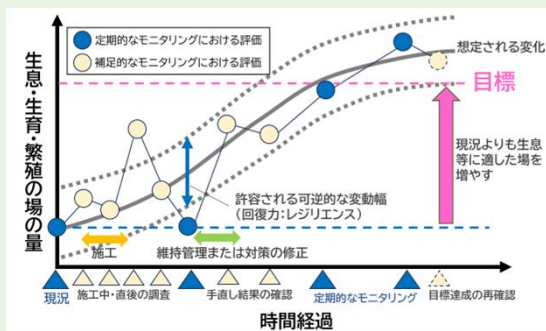 定期的なモニタリングにおける評価
補足的なモニタリングにおける評価
想定される変化
目標
生息・生育・繁殖の場の量
現況よりも生息
等に適した場を
増やす
許容される可逆的な変動幅
(回復力:レジリエンス)
施工
維持管理または対策の修正
現況
施工中・直後の調査
手直し結果の確認
定期的なモニタリング
目標達成の再確認
時間経過